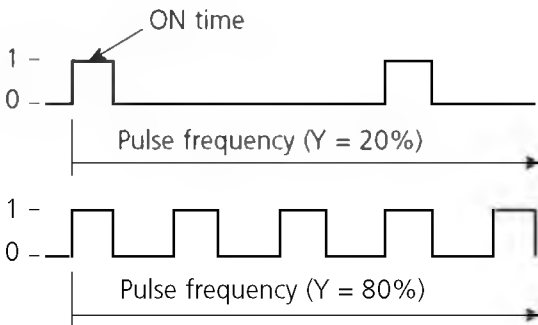 ON time
1 –
0 –
Pulse frequency (Y = 20%)
1 –
0 –
Pulse frequency (Y = 80%)